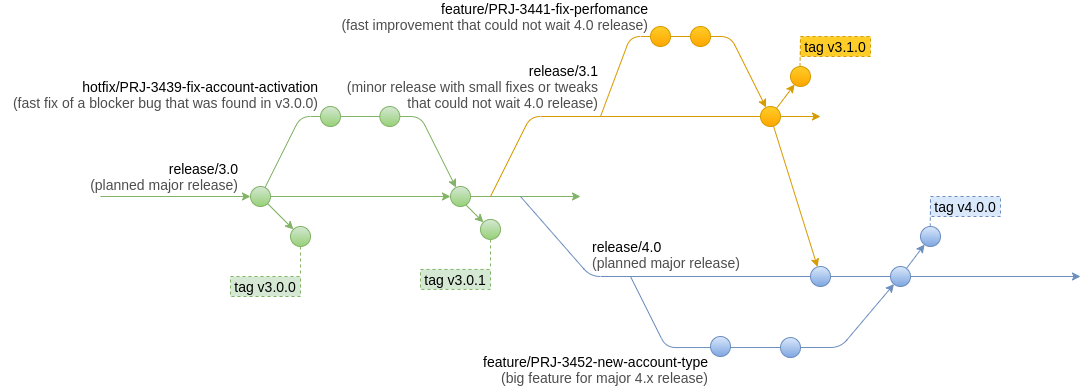 feature/PRJ-3441-fix-perfomance
(fast improvement that could not wait 4.0 release)
tag v3.1.0
release/3.1
(minor release with small fixes or tweaks
that could not wait 4.0 release)
hotfix/PRJ-3439-fix-account-activation
(fast fix of a blocker bug that was found in v3.0.0)
release/3.0
(planned major release)
tag v4.0.0
release/4.0
(planned major release)
tag v3.0.0
tag v3.0.1
feature/PRJ-3452-new-account-type
(big feature for major 4.x release)